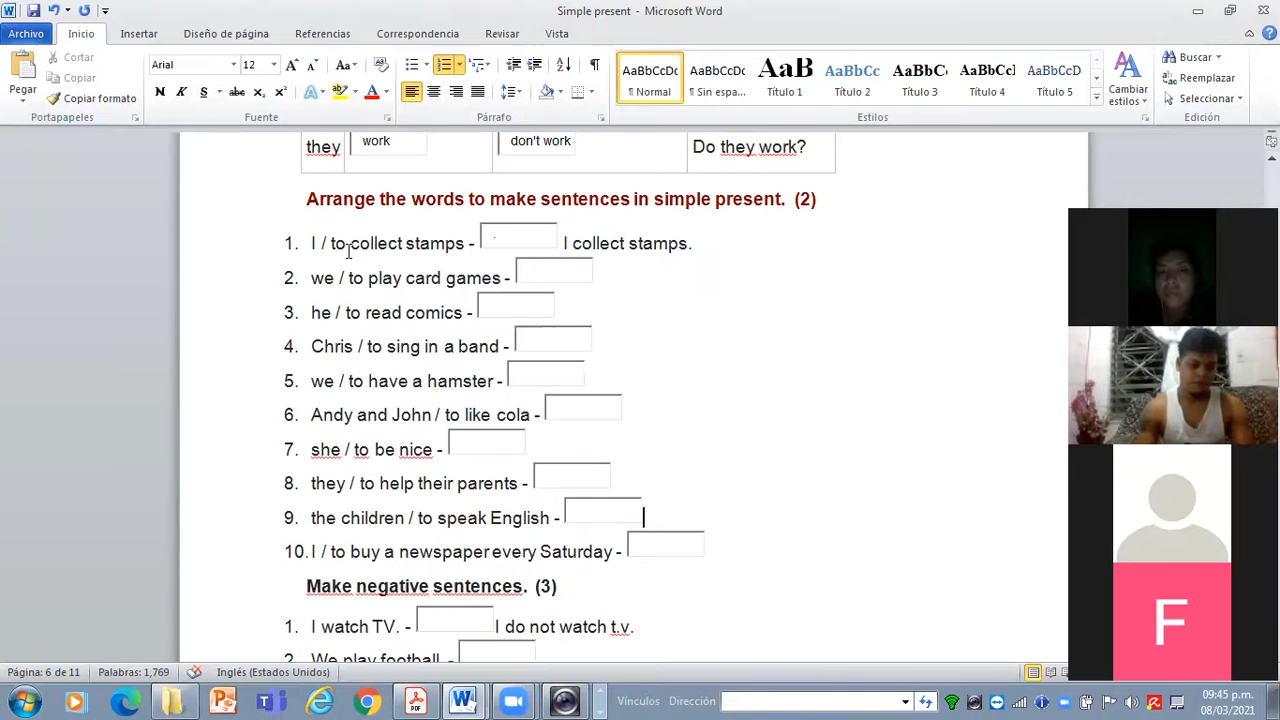 Simple present - Microsoft Word
Archivo Inicio Insertar Diseño de página Referencias Correspondencia Revisar Vista
Pegar
Cortar
Copiar
Copiar formato
Portapapeles
Arial 12
Fuente
Párrafo
AaBbCcDc AaBbCcDc AaB AaBbCc AaBbCc AaBbCc AaBbCcD
¶ Normal ¶ Sin espa... Título 1 Título 2 Título 3 Título 4 Título 5
Estilos
Cambiar estilos
Buscar
Reemplazar
Seleccionar
Edición
they work don't work Do they work?
Arrange the words to make sentences in simple present. (2)
1. I / to collect stamps - I collect stamps.
2. we / to play card games -
3. he / to read comics -
4. Chris / to sing in a band -
5. we / to have a hamster -
6. Andy and John / to like cola -
7. she / to be nice -
8. they / to help their parents -
9. the children / to speak English -
10. I / to buy a newspaper every Saturday -
Make negative sentences. (3)
1. I watch TV. - I do not watch t.v.
2. We play football. -
F
Página: 6 de 11 Palabras: 1,769 Inglés (Estados Unidos)
Vínculos Dirección
09:45 p.m.
08/03/2021